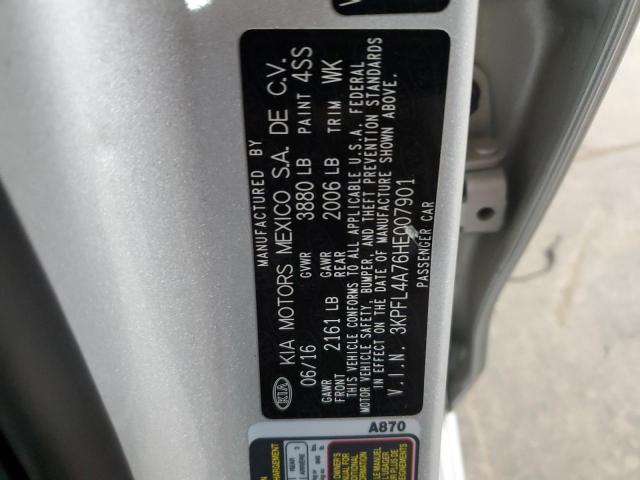 MANUFACTURED BY
KIA KIA MOTORS MEXICO S.A. DE C.V.
06/16 GVWR 3880 LB PAINT 4SS
GAWR FRONT 2161 LB GAWR REAR 2006 LB TRIM WK
THIS VEHICLE CONFORMS TO ALL APPLICABLE U.S.A. FEDERAL
MOTOR VEHICLE SAFETY, BUMPER, AND THEFT PREVENTION STANDARDS
IN EFFECT ON THE DATE OF MANUFACTURE SHOWN ABOVE.
V.I.N. 3KPFL4A76HE007901
PASSENGER CAR
A870